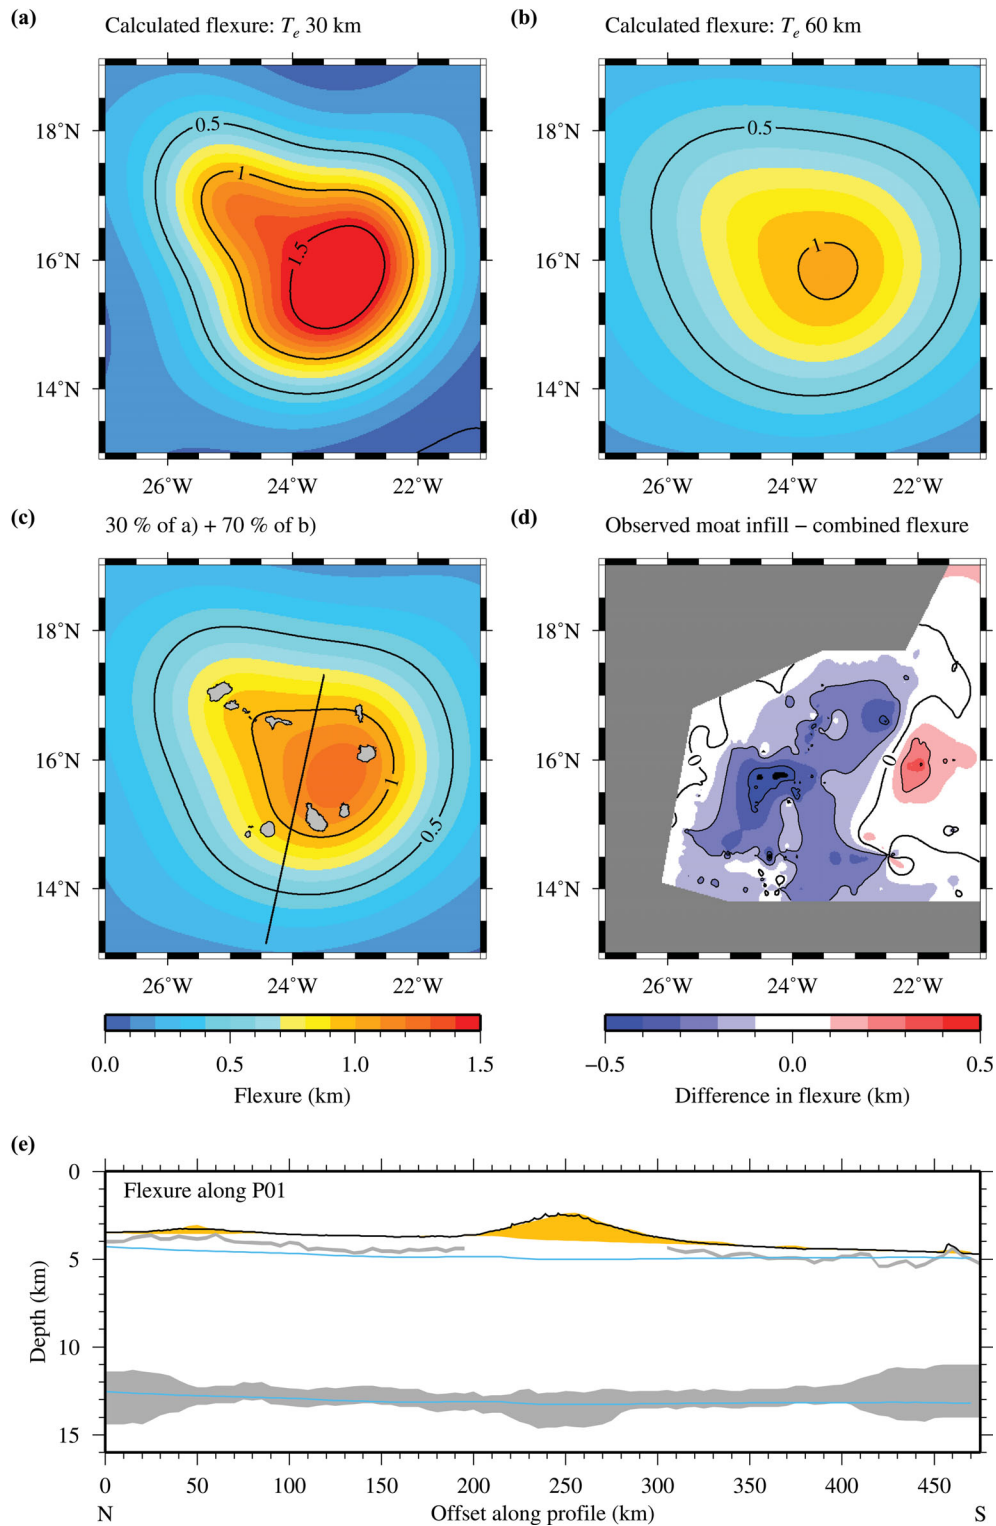 (a) Calculated flexure: Te 30 km
(b) Calculated flexure: Te 60 km
18°N
16°N
14°N
26°W 24°W 22°W
0.5
1
1.5
18°N
16°N
14°N
26°W 24°W 22°W
0.5
1
(c) 30 % of a) + 70 % of b)
(d) Observed moat infill − combined flexure
18°N
16°N
14°N
26°W 24°W 22°W
1
0.5
18°N
16°N
14°N
26°W 24°W 22°W
0
0
0.0 0.5 1.0 1.5
Flexure (km)
−0.5 0.0 0.5
Difference in flexure (km)
(e)
Flexure along P01
Depth (km)
0
5
10
15
0 50 100 150 200 250 300 350 400 450
N Offset along profile (km) S